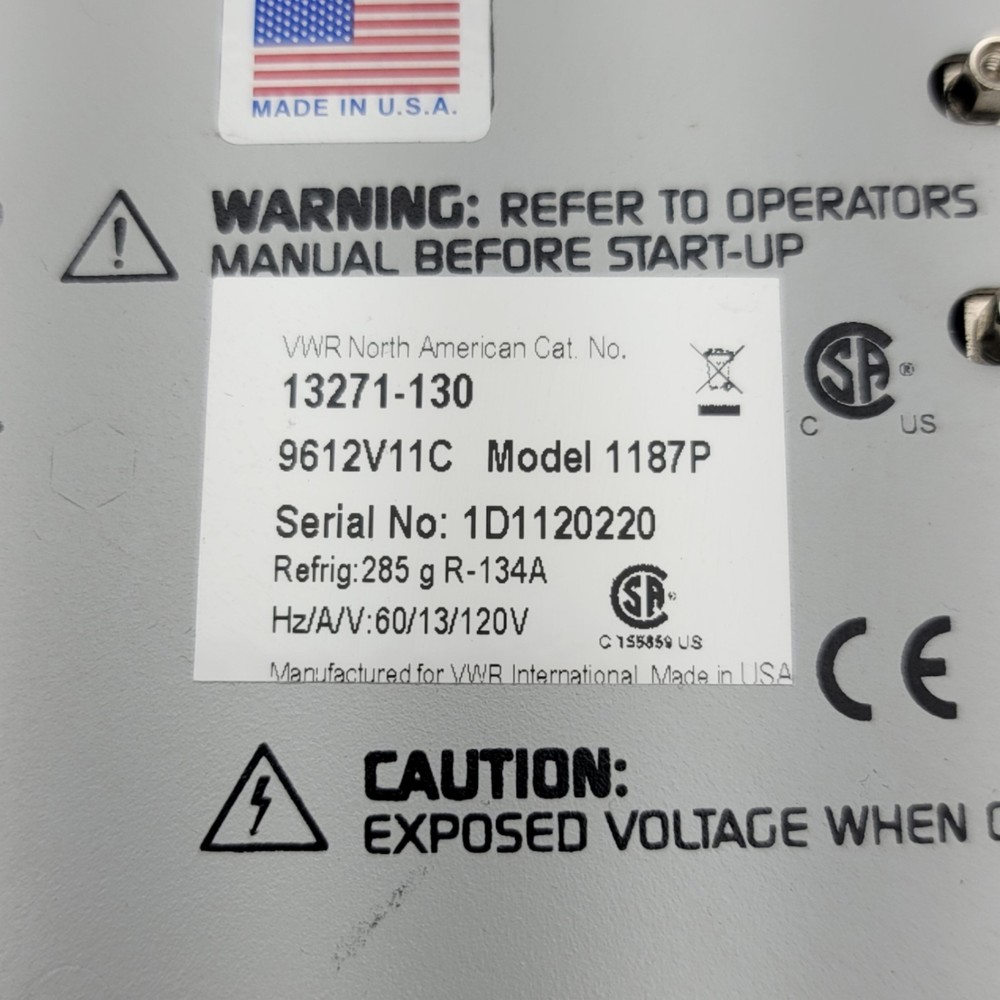 MADE IN U.S.A.
WARNING: REFER TO OPERATORS
MANUAL BEFORE START-UP
VWR North American Cat. No.
13271-130
9612V11C Model 1187P
Serial No: 1D1120220
Refrig:285 g R-134A
Hz/A/V:60/13/120V
Manufactured for VWR International Made in USA
SA ®
C US
SA ®
C 155859 US
CE
CAUTION:
EXPOSED VOLTAGE WHEN